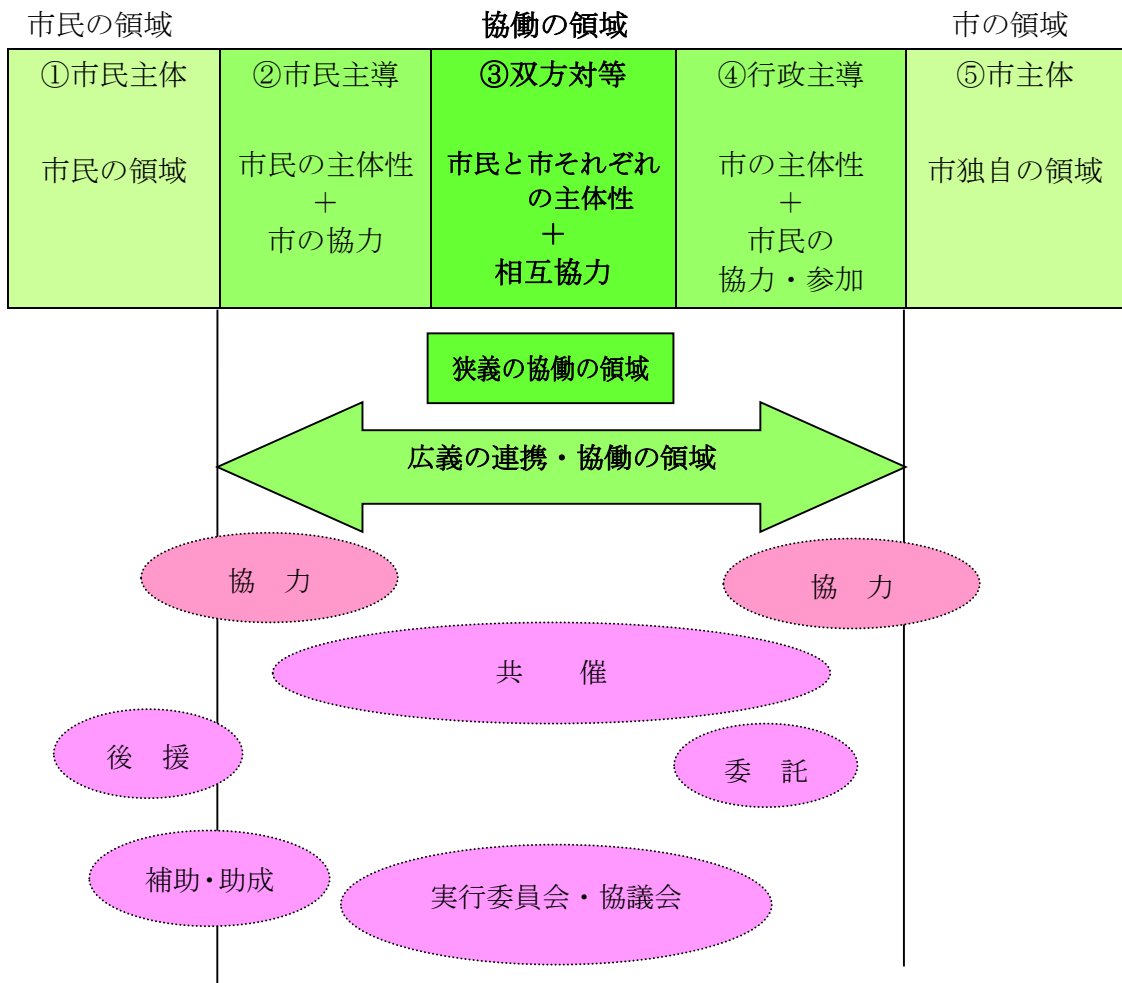 市民の領域
協働の領域
市の領域
①市民主体
市民の領域
②市民主導
市民の主体性
＋
市の協力
③双方対等
市民と市それぞれ
の主体性
＋
相互協力
④行政主導
市の主体性
＋
市民の
協力・参加
⑤市主体
市独自の領域
狭義の協働の領域
広義の連携・協働の領域
協　力
協　力
共　　催
後　援
委　託
補助・助成
実行委員会・協議会